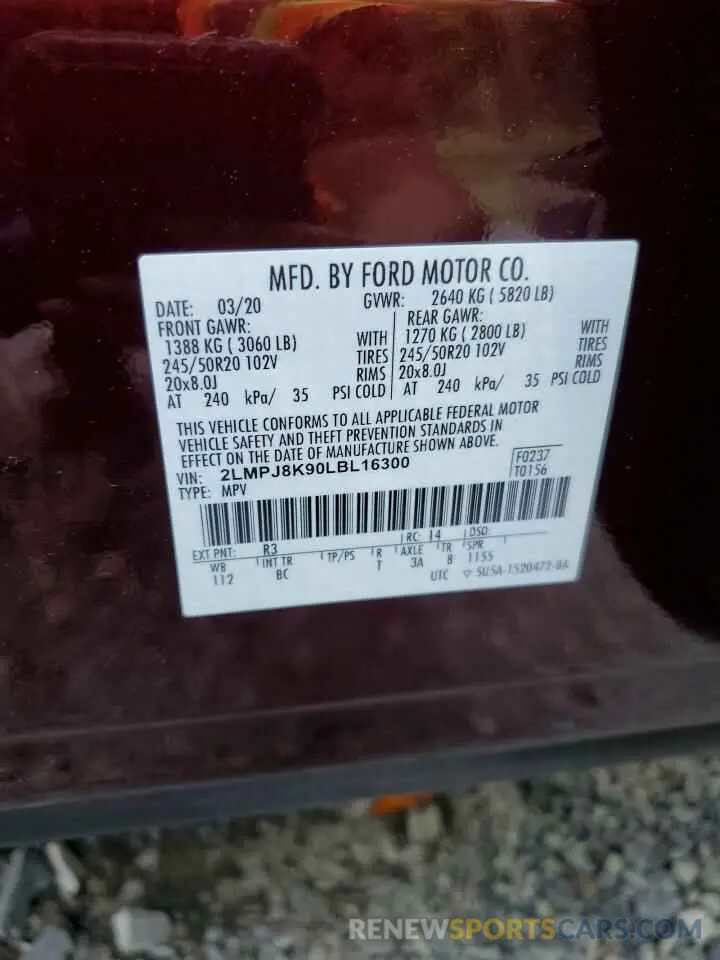 MFD. BY FORD MOTOR CO.
DATE: 03/20 GVWR: 2640 KG ( 5820 LB)
FRONT GAWR:
1388 KG ( 3060 LB) WITH
245/50R20 102V TIRES
20x8.0J RIMS
AT 240 kPa/ 35 PSI COLD
REAR GAWR:
1270 KG ( 2800 LB) WITH
245/50R20 102V TIRES
20x8.0J RIMS
AT 240 kPa/ 35 PSI COLD
THIS VEHICLE CONFORMS TO ALL APPLICABLE FEDERAL MOTOR
VEHICLE SAFETY AND THEFT PREVENTION STANDARDS IN
EFFECT ON THE DATE OF MANUFACTURE SHOWN ABOVE.
VIN: 2LMPJ8K90LBL16300 F0237
TYPE: MPV T0156
EXT PNT: R3 RC: 14 DSO:
WB INT TR TP/PS R AXLE TR SPR
112 BC 1 3A 8 1155
UTC 5U5A-1520472-BA
RENEWSPORTSCARS.COM